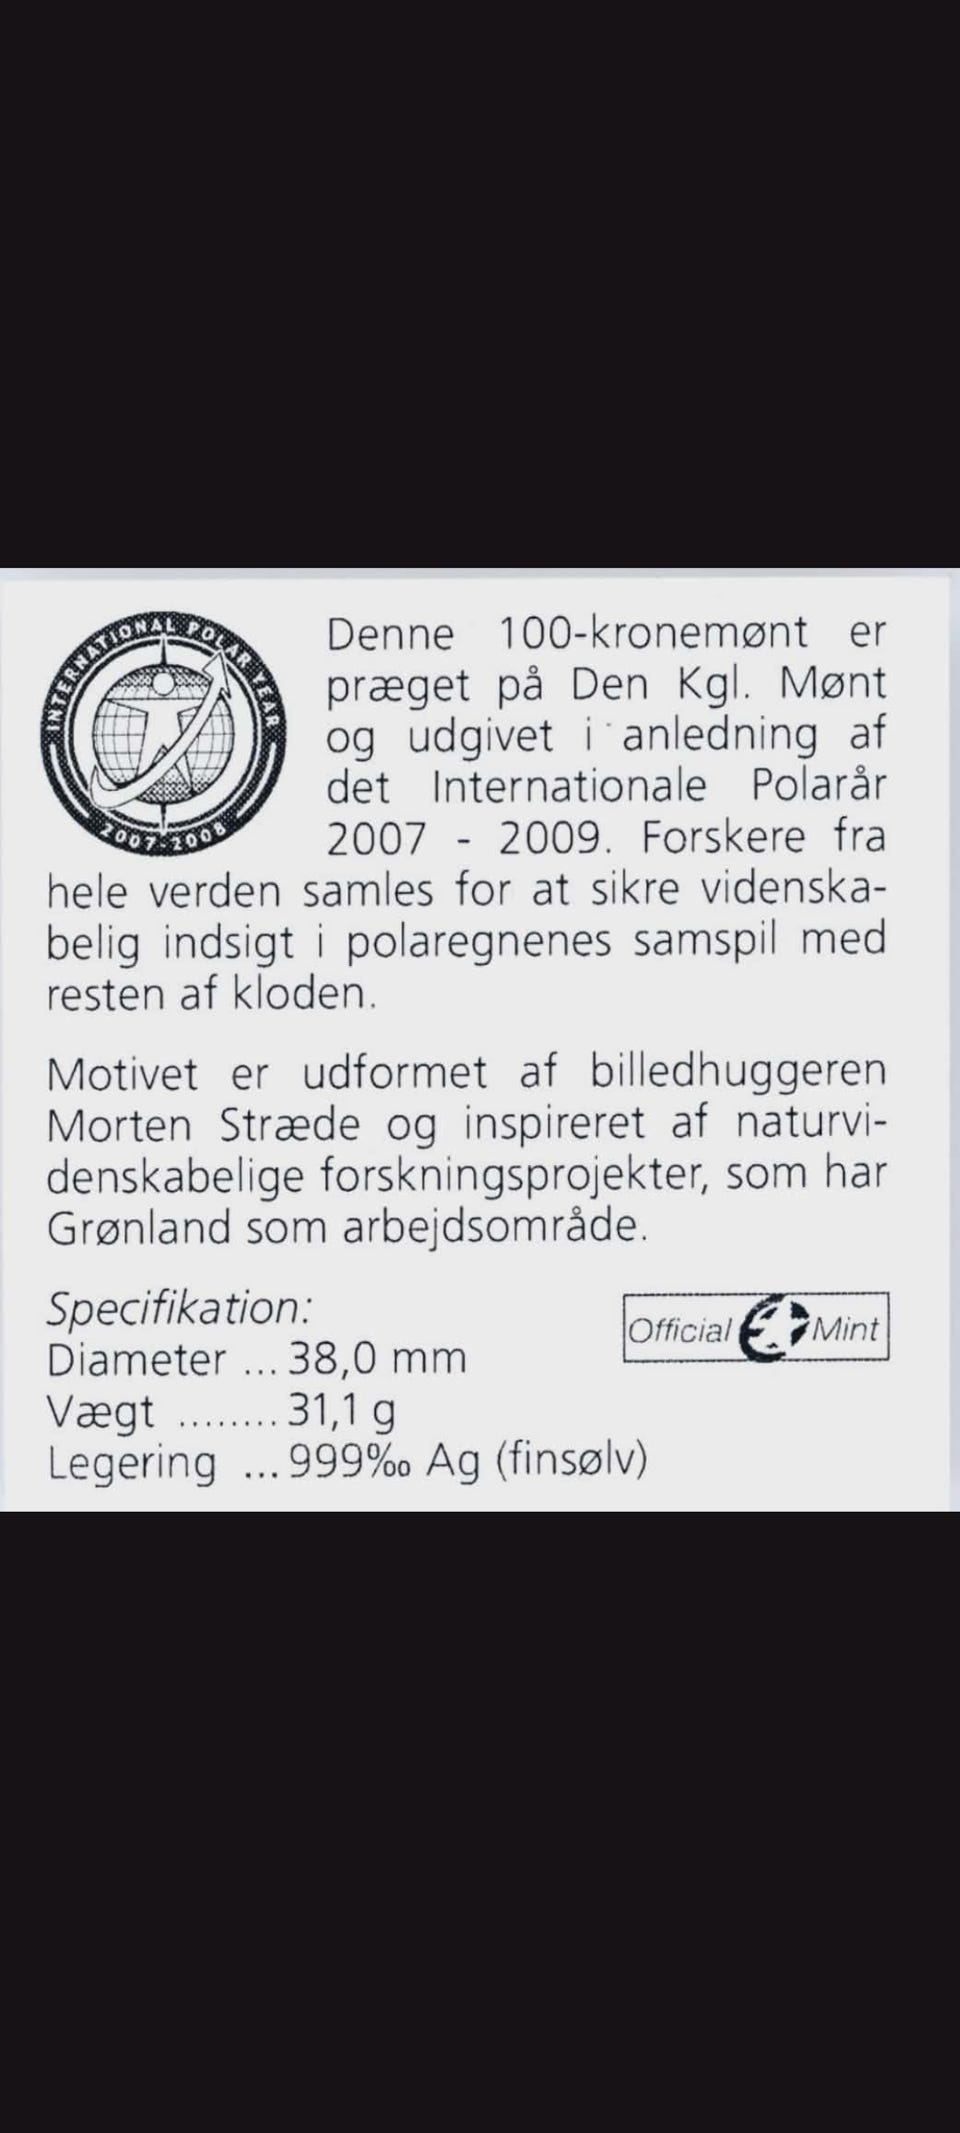 INTERNATIONAL POLAR YEAR
2007-2008
Denne 100-kronemønt er
præget på Den Kgl. Mønt
og udgivet i anledning af
det Internationale Polarår
2007 - 2009. Forskere fra
hele verden samles for at sikre videnska-
belig indsigt i polaregnenes samspil med
resten af kloden.
Motivet er udformet af billedhuggeren
Morten Stræde og inspireret af naturvi-
denskabelige forskningsprojekter, som har
Grønland som arbejdsområde.
Specifikation:
Official Mint
Diameter ... 38,0 mm
Vægt ........ 31,1 g
Legering ... 999‰ Ag (finsølv)